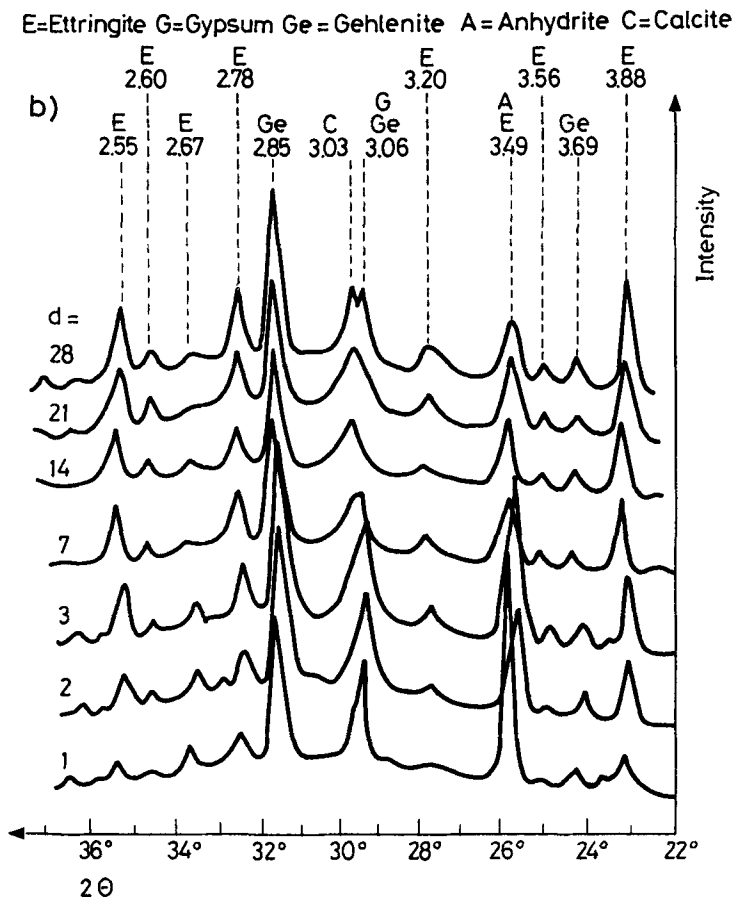 E=Ettringite G=Gypsum Ge=Gehlenite A=Anhydrite C=Calcite
E E E E E
2.60 2.78 3.20 3.56 3.88
b) G A
E E Ge C Ge E Ge
2.55 2.67 2.85 3.03 3.06 3.49 3.69
Intensity
d =
28
21
14
7
3
2
1
36° 34° 32° 30° 28° 26° 24° 22°
2Θ